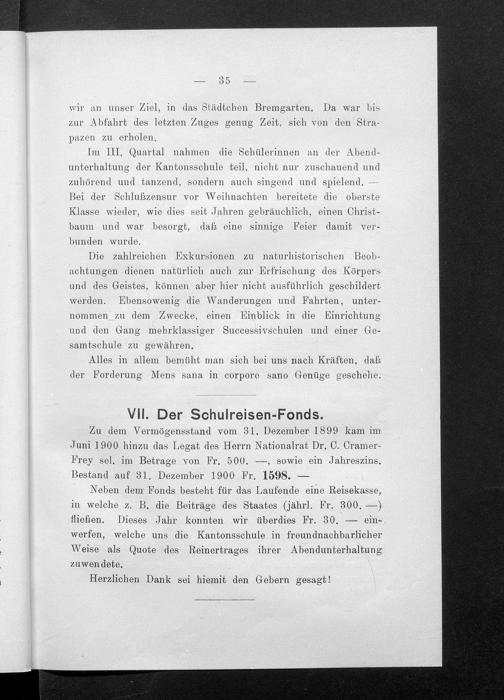 — 35 —
wir an unser Ziel, in das Städtchen Bremgarten. Da war bis
zur Abfahrt des letzten Zuges genug Zeit, sich von den Stra-
pazen zu erholen.
Im III. Quartal nahmen die Schülerinnen an der Abend-
unterhaltung der Kantonsschule teil, nicht nur zuschauend und
zuhörend und tanzend, sondern auch singend und spielend. —
Bei der Schlußzensur vor Weihnachten bereitete die oberste
Klasse wieder, wie dies seit Jahren gebräuchlich, einen Christ-
baum und war besorgt, daß eine sinnige Feier damit ver-
bunden wurde.
Die zahlreichen Exkursionen zu naturhistorischen Beob-
achtungen dienen natürlich auch zur Erfrischung des Körpers
und des Geistes, können aber hier nicht ausführlich geschildert
werden. Ebensowenig die Wanderungen und Fahrten, unter-
nommen zu dem Zwecke, einen Einblick in die Einrichtung
und den Gang mehrklassiger Successivschulen und einer Ge-
samtschule zu gewähren.
Alles in allem bemüht man sich bei uns nach Kräften, daß
der Forderung Mens sana in corpore sano Genüge geschehe.
VII. Der Schulreisen-Fonds.
Zu dem Vermögensstand vom 31. Dezember 1899 kam im
Juni 1900 hinzu das Legat des Herrn Nationalrat Dr. C. Cramer-
Frey sel. im Betrage von Fr. 500. —, sowie ein Jahreszins.
Bestand auf 31. Dezember 1900 Fr. 1598. —
Neben dem Fonds besteht für das Laufende eine Reisekasse,
in welche z. B. die Beiträge des Staates (jährl. Fr. 300. —)
fließen. Dieses Jahr konnten wir überdies Fr. 30. — ein-
werfen, welche uns die Kantonsschule in freundnachbarlicher
Weise als Quote des Reinertrages ihrer Abendunterhaltung
zuwendete.
Herzlichen Dank sei hiemit den Gebern gesagt!